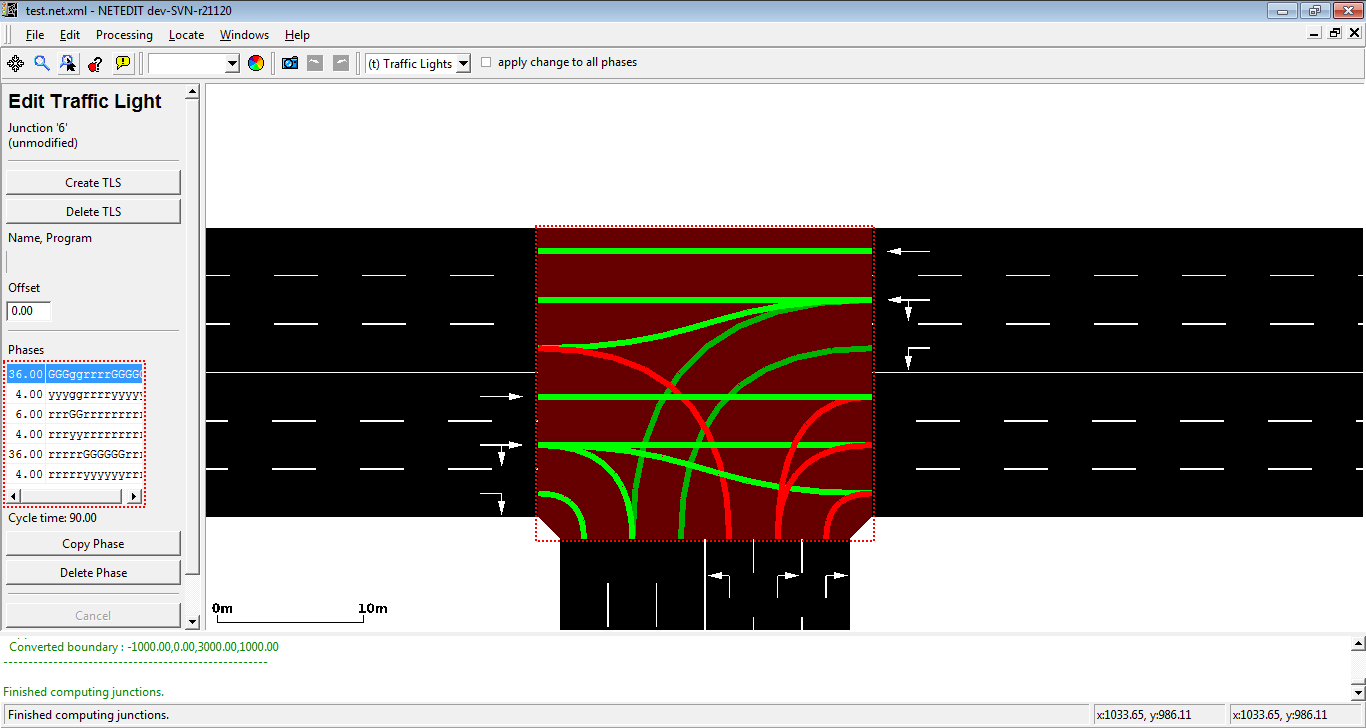 test.net.xml - NETEDIT dev-SVN-r21120
File Edit Processing Locate Windows Help
(t) Traffic Lights apply change to all phases
Edit Traffic Light
Junction '6'
(unmodified)
Create TLS
Delete TLS
Name, Program
Offset
0.00
Phases
36.00 GGGggrrrrGGGG
4.00 yyyggrrrryyyy
6.00 rrrGGrrrrrrrr
4.00 rrryyrrrrrrrr
36.00 rrrrrGGGGGGrr
4.00 rrrrryyyyyyrr
Cycle time: 90.00
Copy Phase
Delete Phase
Cancel
0m 10m
Converted boundary : -1000.00,0.00,3000.00,1000.00
Finished computing junctions.
Finished computing junctions.
x:1033.65, y:986.11 x:1033.65, y:986.11